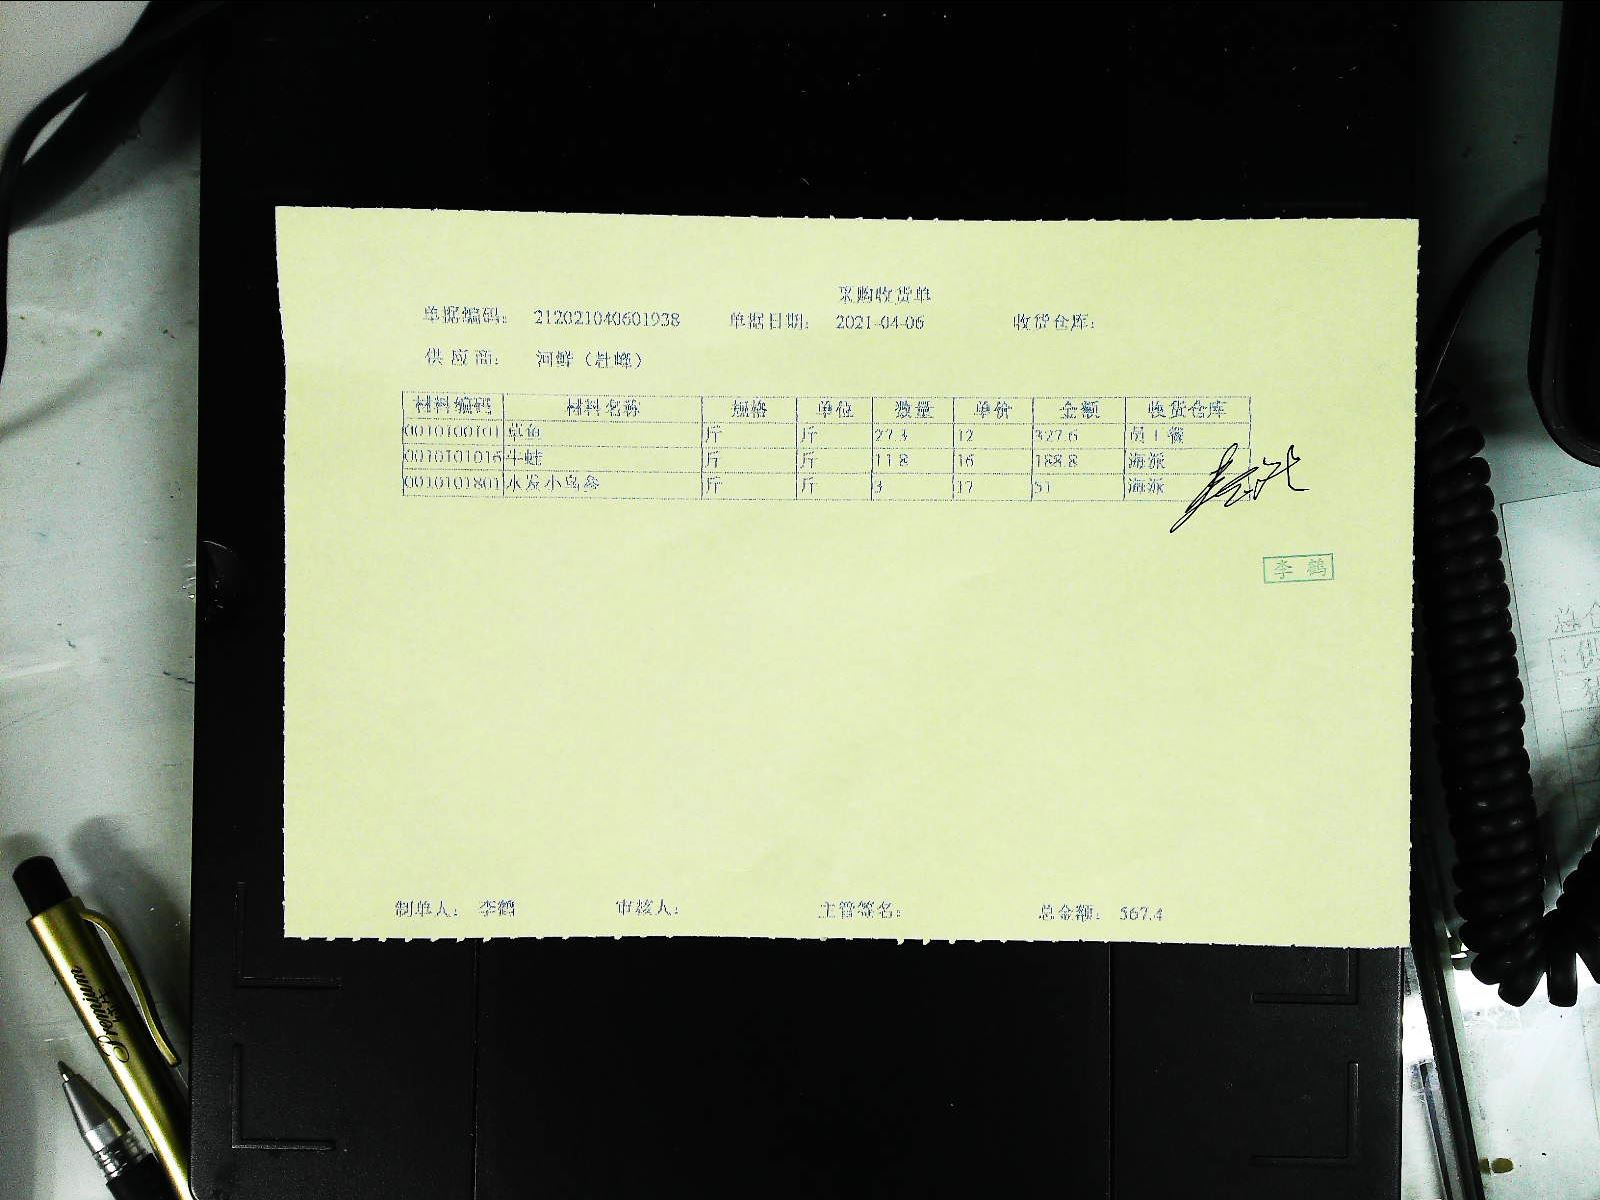 采购收货单
单据编码: 212021040601938 单据日期: 2021-04-06 收货仓库:
供应商: 河鲜（杜峰）
材料编码 材料名称 规格 单位 数量 单价 金额 收货仓库
0010100101 草鱼 斤 斤 27.3 12 327.6 员工餐
0010101016 牛蛙 斤 斤 11.8 16 188.8 海派
0010101801 水发小乌参 斤 斤 3 17 51 海派
李鹤
制单人: 李鹤 审核人: 主管签名: 总金额: 567.4
Premium